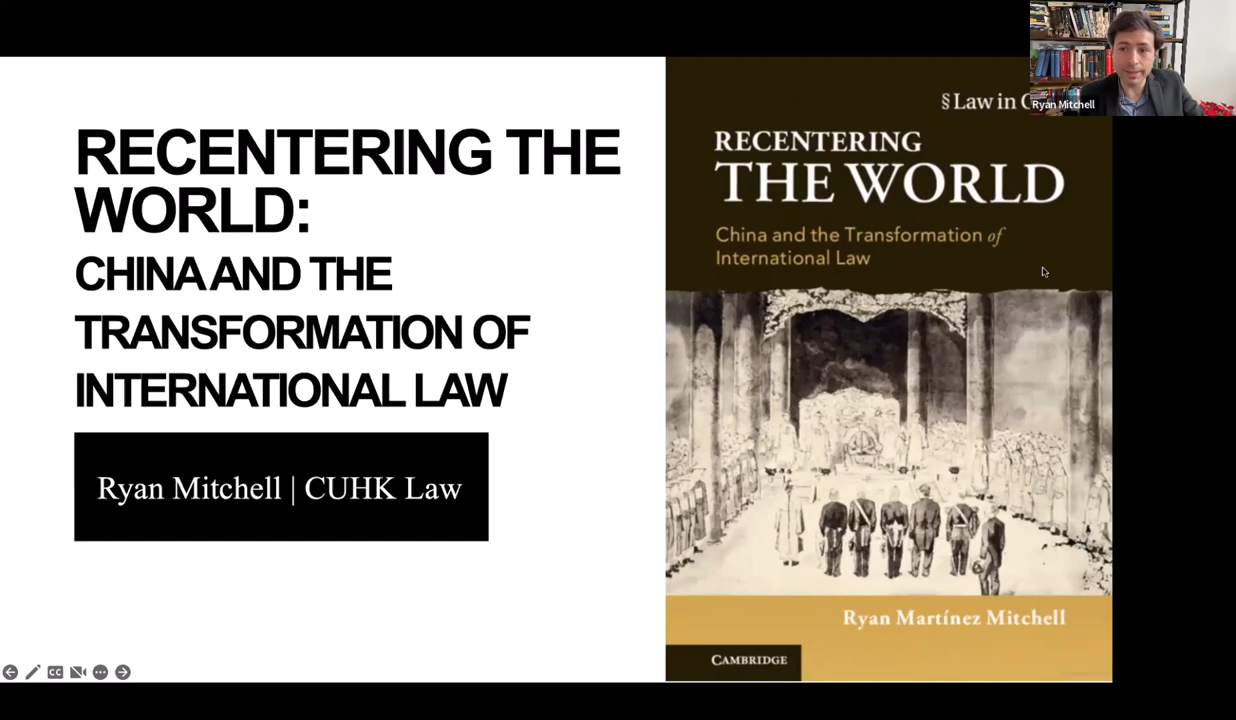 RECENTERING THE
WORLD:
CHINA AND THE
TRANSFORMATION OF
INTERNATIONAL LAW
Ryan Mitchell | CUHK Law
§ Law in
RECENTERING
THE WORLD
China and the Transformation of
International Law
Ryan Martínez Mitchell
CAMBRIDGE
Ryan Mitchell
CC